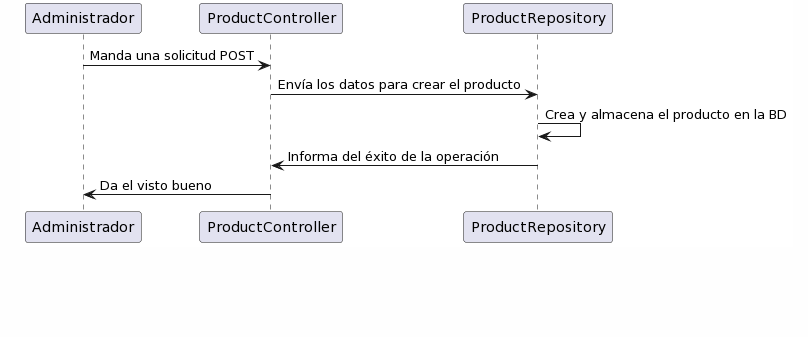 Administrador
ProductController
ProductRepository
Manda una solicitud POST
Envía los datos para crear el producto
Crea y almacena el producto en la BD
Informa del éxito de la operación
Da el visto bueno
Administrador
ProductController
ProductRepository